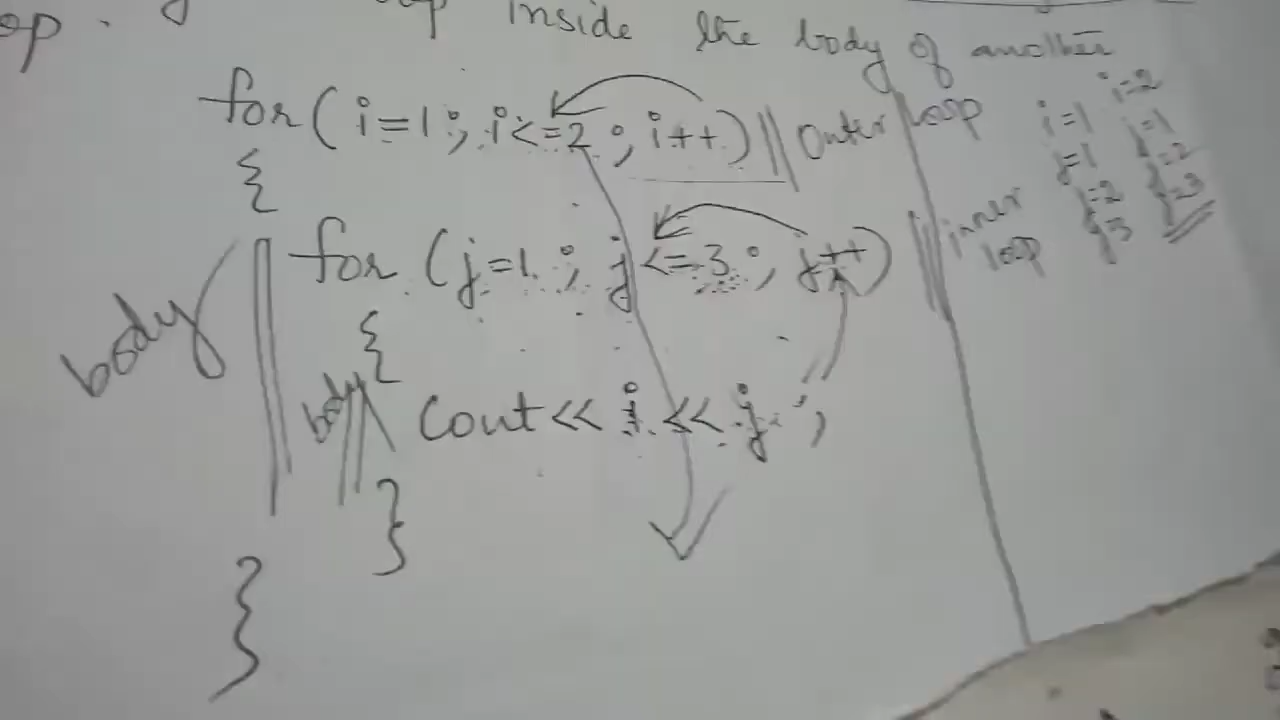 op. inside the body of another
for(i=1; i<=2; i++)||Outer loop
{
body
for (j=1; j<=3; j++) ||inner loop
{
body
Cout<< i << j ;
}
}
i=1
j=1
j=2
j=3
i=2
j=1
j=2
j=3